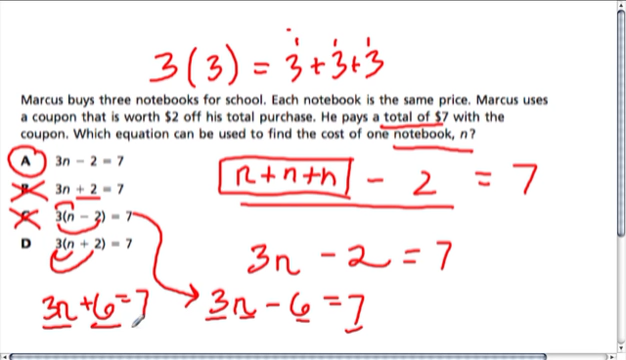 3(3) = 3+3+3
Marcus buys three notebooks for school. Each notebook is the same price. Marcus uses
a coupon that is worth $2 off his total purchase. He pays a total of $7 with the
coupon. Which equation can be used to find the cost of one notebook, n?
A 3n − 2 = 7
B 3n + 2 = 7
C 3(n − 2) = 7
D 3(n + 2) = 7
n+n+n − 2 = 7
3n − 2 = 7
3n+6=7
3n − 6 = 7